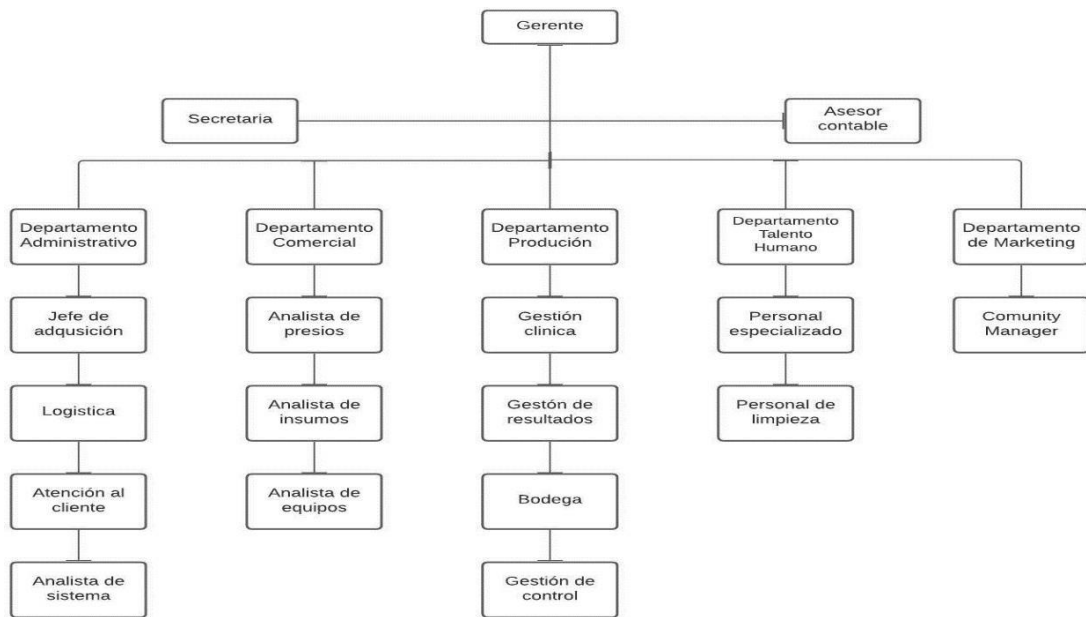 Gerente
Secretaria
Asesor
contable
Departamento
Administrativo
Departamento
Comercial
Departamento
Produción
Departamento
Talento
Humano
Departamento
de Marketing
Jefe de
adqusición
Analista de
presios
Gestión
clinica
Personal
especializado
Comunity
Manager
Logistica
Analista de
insumos
Gestón de
resultados
Personal de
limpieza
Atención al
cliente
Analista de
equipos
Bodega
Analista de
sistema
Gestión de
control